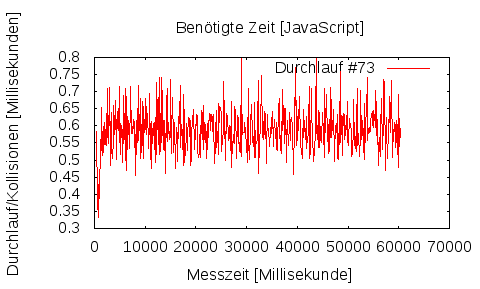 Benötigte Zeit [JavaScript]
Durchlauf/Kollisionen [Millisekunden]
Durchlauf #73
0.8
0.75
0.7
0.65
0.6
0.55
0.5
0.45
0.4
0.35
0.3
0 10000 20000 30000 40000 50000 60000 70000
Messzeit [Millisekunde]